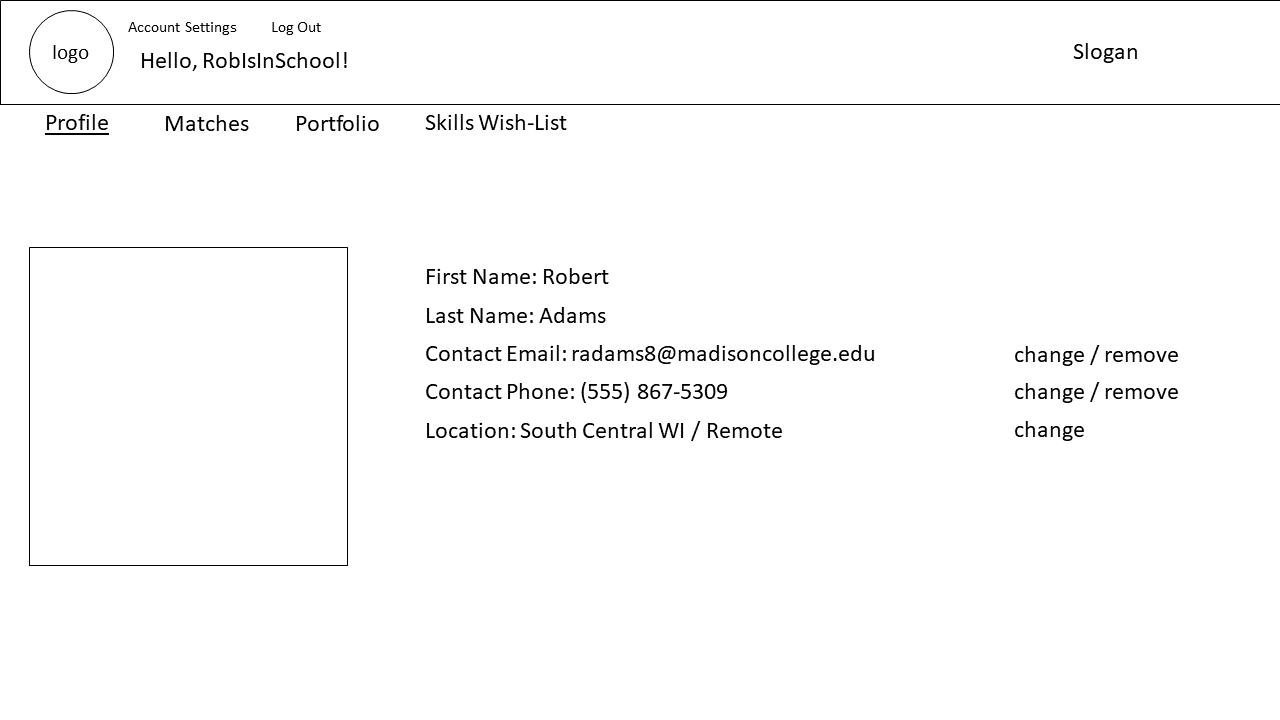 Account Settings Log Out
logo
Hello, RobIsInSchool!
Slogan
Profile Matches Portfolio Skills Wish-List
First Name: Robert
Last Name: Adams
Contact Email: radams8@madisoncollege.edu change / remove
Contact Phone: (555) 867-5309 change / remove
Location: South Central WI / Remote change